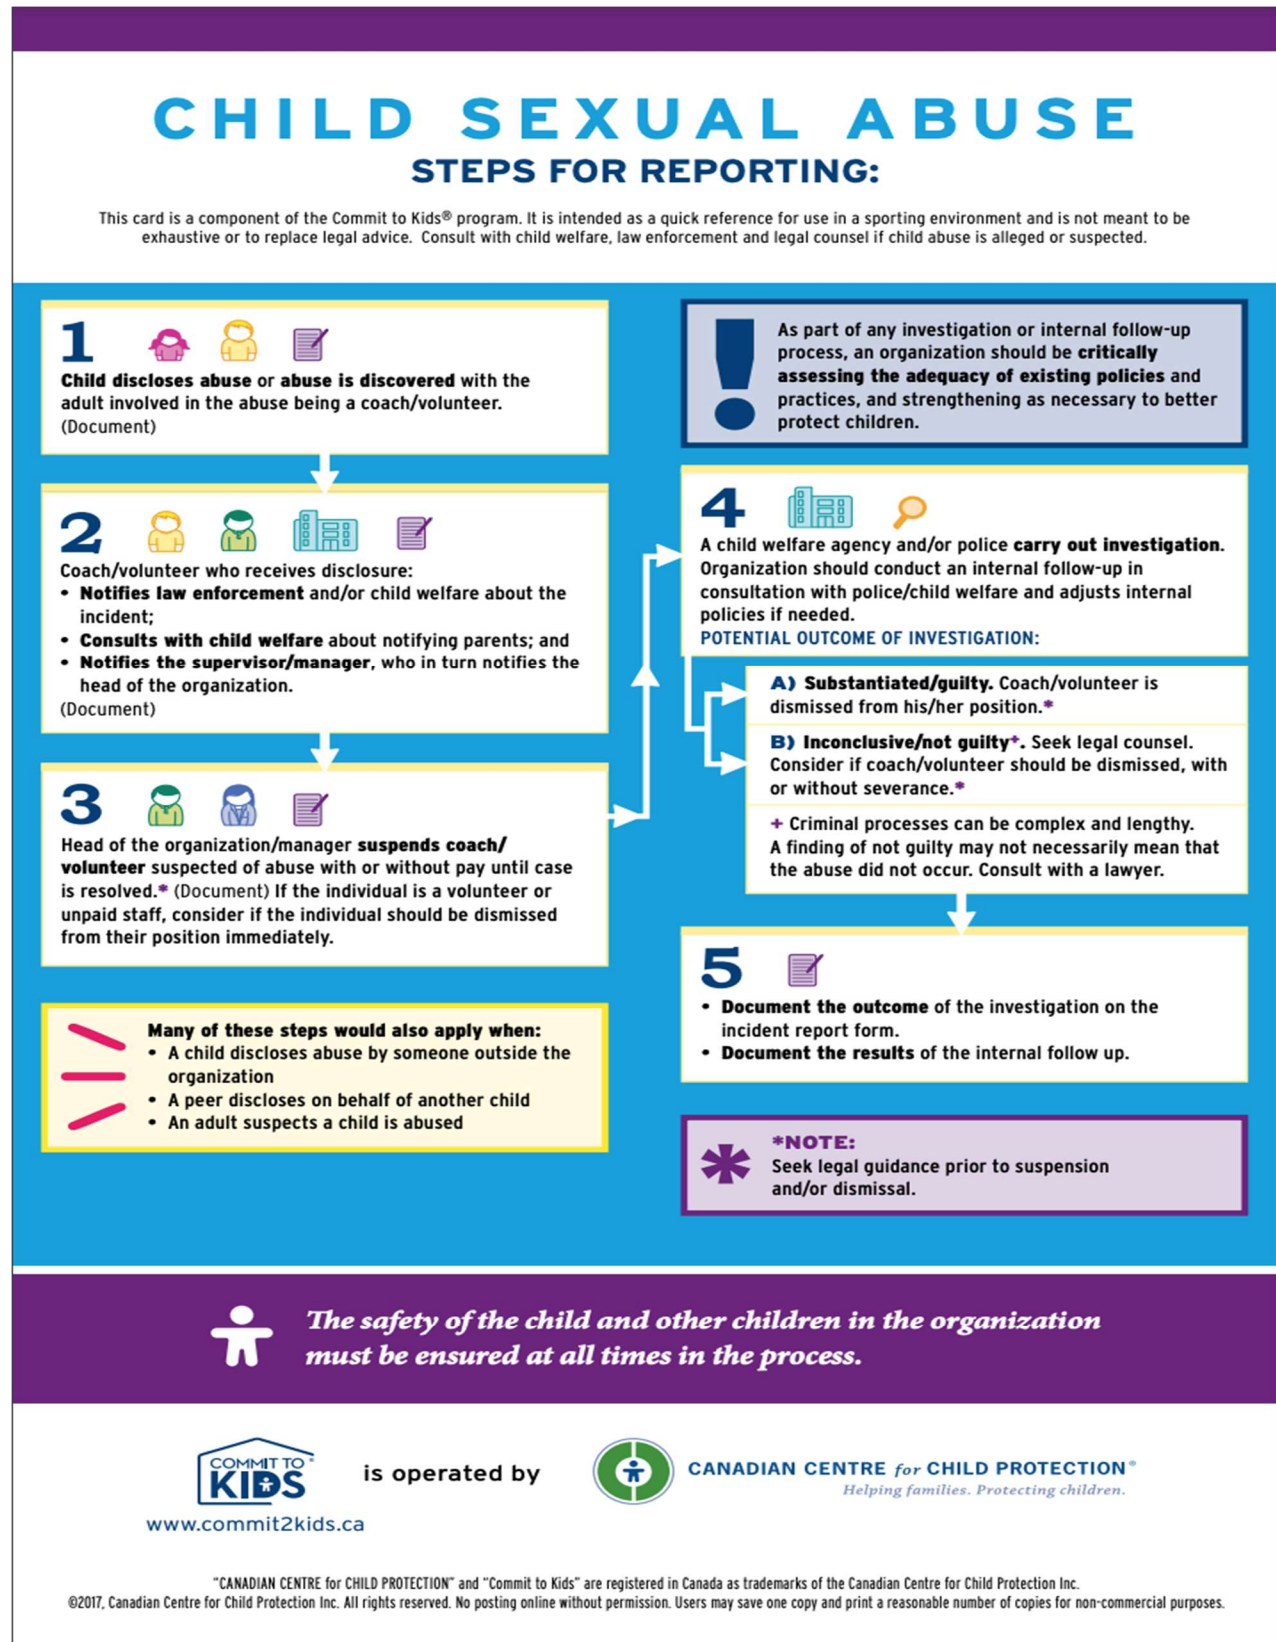 CHILD SEXUAL ABUSE
STEPS FOR REPORTING:
This card is a component of the Commit to Kids® program. It is intended as a quick reference for use in a sporting environment and is not meant to be
exhaustive or to replace legal advice. Consult with child welfare, law enforcement and legal counsel if child abuse is alleged or suspected.
1
Child discloses abuse or abuse is discovered with the
adult involved in the abuse being a coach/volunteer.
(Document)
2
Coach/volunteer who receives disclosure:
• Notifies law enforcement and/or child welfare about the
incident;
• Consults with child welfare about notifying parents; and
• Notifies the supervisor/manager, who in turn notifies the
head of the organization.
(Document)
3
Head of the organization/manager suspends coach/
volunteer suspected of abuse with or without pay until case
is resolved.* (Document) If the individual is a volunteer or
unpaid staff, consider if the individual should be dismissed
from their position immediately.
Many of these steps would also apply when:
• A child discloses abuse by someone outside the
organization
• A peer discloses on behalf of another child
• An adult suspects a child is abused
!
As part of any investigation or internal follow-up
process, an organization should be critically
assessing the adequacy of existing policies and
practices, and strengthening as necessary to better
protect children.
4
A child welfare agency and/or police carry out investigation.
Organization should conduct an internal follow-up in
consultation with police/child welfare and adjusts internal
policies if needed.
POTENTIAL OUTCOME OF INVESTIGATION:
A) Substantiated/guilty. Coach/volunteer is
dismissed from his/her position.*
B) Inconclusive/not guilty+. Seek legal counsel.
Consider if coach/volunteer should be dismissed, with
or without severance.*
+ Criminal processes can be complex and lengthy.
A finding of not guilty may not necessarily mean that
the abuse did not occur. Consult with a lawyer.
5
• Document the outcome of the investigation on the
incident report form.
• Document the results of the internal follow up.
*
*NOTE:
Seek legal guidance prior to suspension
and/or dismissal.
The safety of the child and other children in the organization
must be ensured at all times in the process.
COMMIT TO®
KIDS
www.commit2kids.ca
is operated by
CANADIAN CENTRE for CHILD PROTECTION®
Helping families. Protecting children.
"CANADIAN CENTRE for CHILD PROTECTION" and "Commit to Kids" are registered in Canada as trademarks of the Canadian Centre for Child Protection Inc.
©2017, Canadian Centre for Child Protection Inc. All rights reserved. No posting online without permission. Users may save one copy and print a reasonable number of copies for non-commercial purposes.